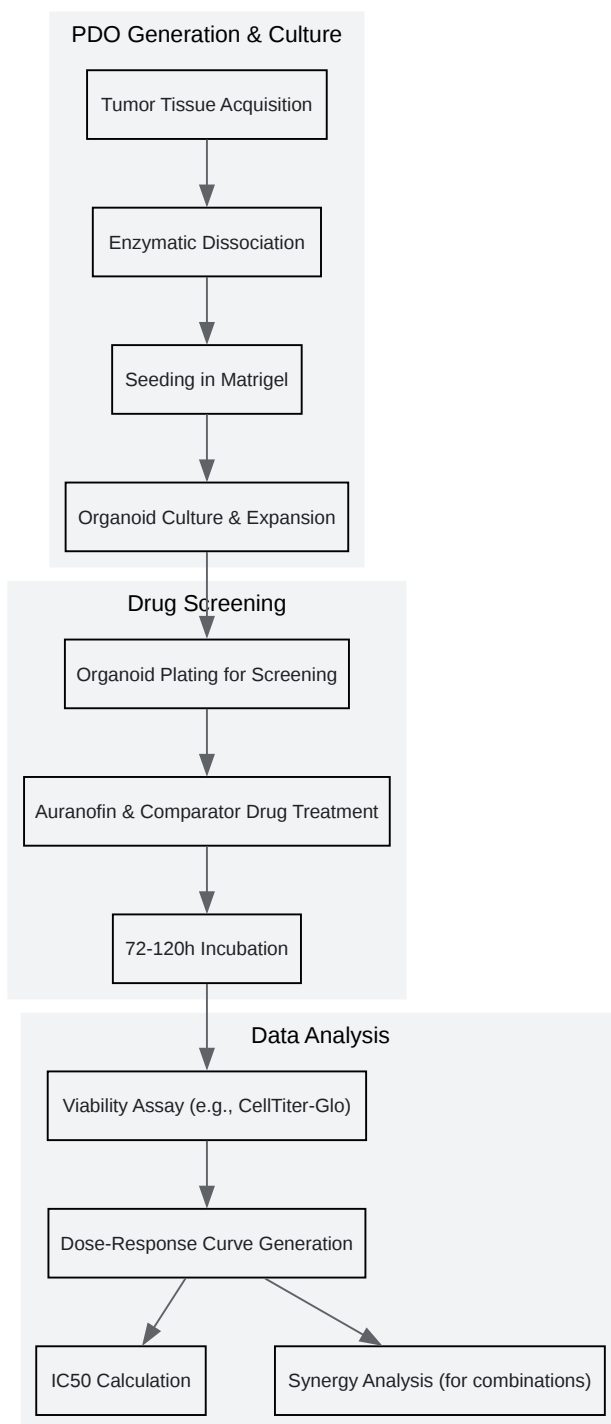 PDO Generation & Culture
Tumor Tissue Acquisition
Enzymatic Dissociation
Seeding in Matrigel
Organoid Culture & Expansion
Drug Screening
Organoid Plating for Screening
Auranofin & Comparator Drug Treatment
72-120h Incubation
Data Analysis
Viability Assay (e.g., CellTiter-Glo)
Dose-Response Curve Generation
IC50 Calculation
Synergy Analysis (for combinations)